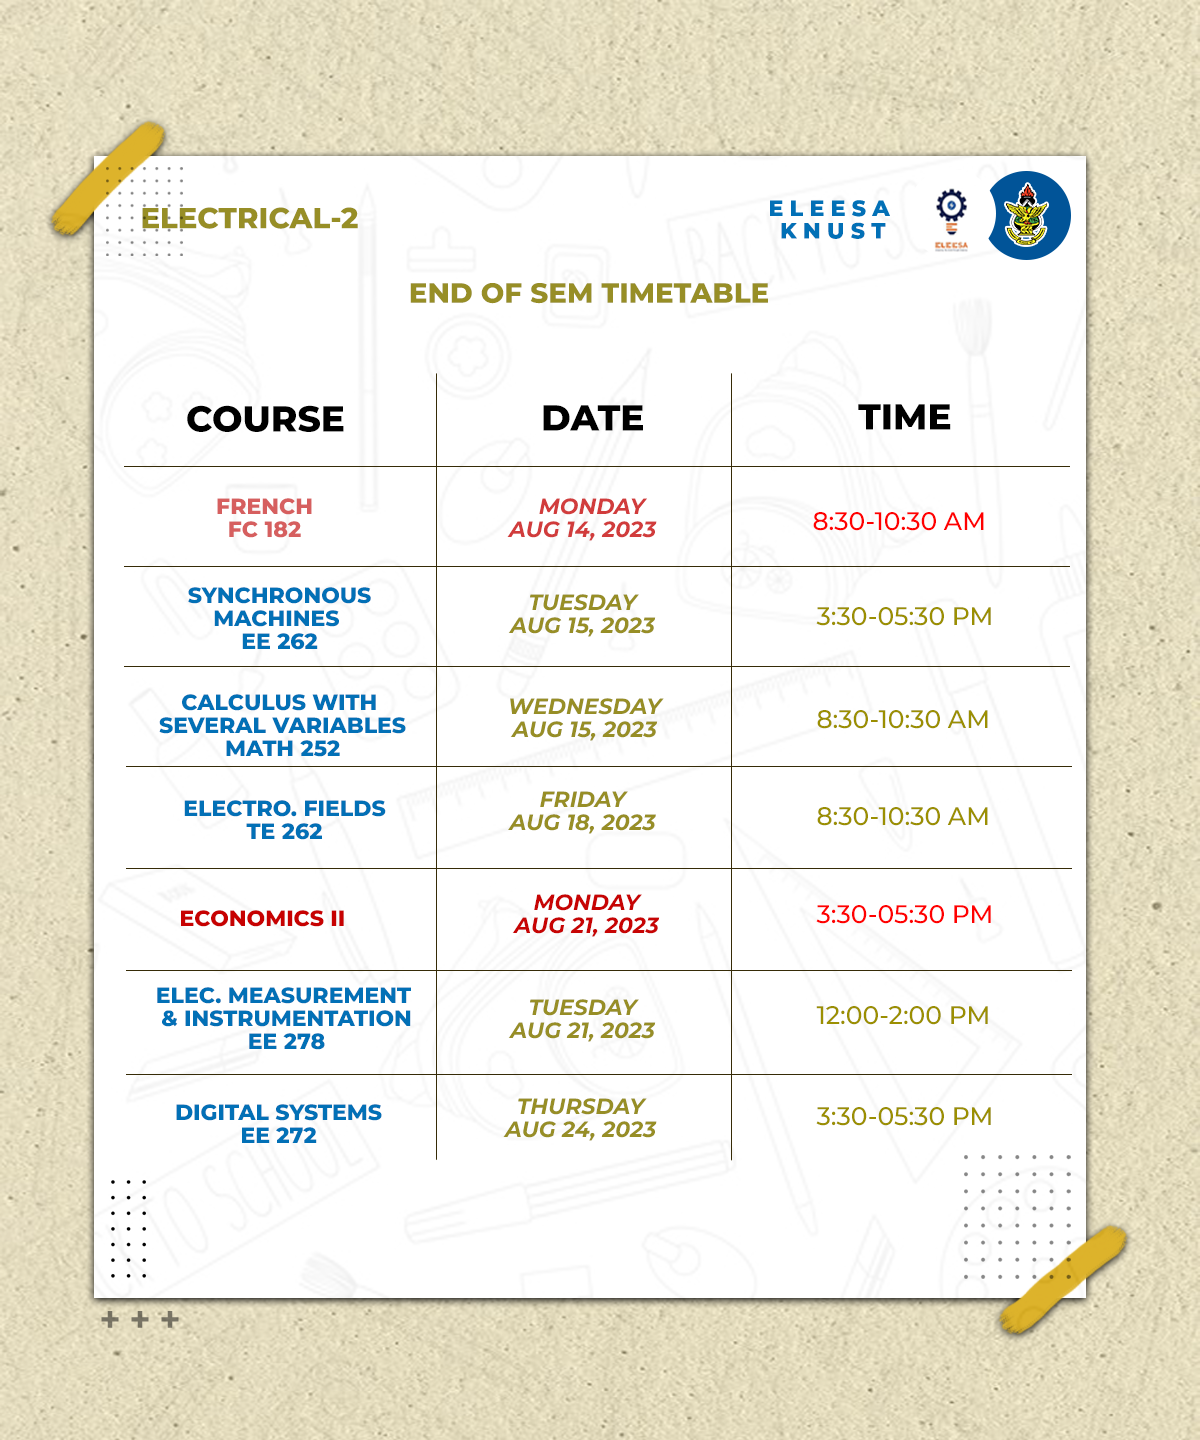 ELECTRICAL-2
ELEESA
KNUST
ELEESA
END OF SEM TIMETABLE
COURSE
DATE
TIME
FRENCH
FC 182
MONDAY
AUG 14, 2023
8:30-10:30 AM
SYNCHRONOUS
MACHINES
EE 262
TUESDAY
AUG 15, 2023
3:30-05:30 PM
CALCULUS WITH
SEVERAL VARIABLES
MATH 252
WEDNESDAY
AUG 15, 2023
8:30-10:30 AM
ELECTRO. FIELDS
TE 262
FRIDAY
AUG 18, 2023
8:30-10:30 AM
ECONOMICS II
MONDAY
AUG 21, 2023
3:30-05:30 PM
ELEC. MEASUREMENT
& INSTRUMENTATION
EE 278
TUESDAY
AUG 21, 2023
12:00-2:00 PM
DIGITAL SYSTEMS
EE 272
THURSDAY
AUG 24, 2023
3:30-05:30 PM